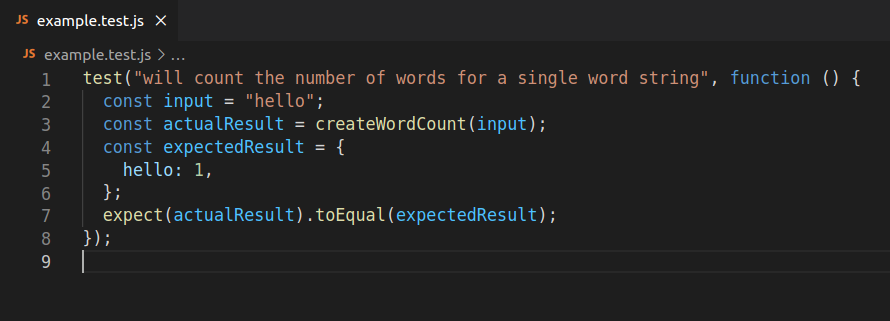 JS example.test.js ×
JS example.test.js > ...
1 test("will count the number of words for a single word string", function () {
2   const input = "hello";
3   const actualResult = createWordCount(input);
4   const expectedResult = {
5     hello: 1,
6   };
7   expect(actualResult).toEqual(expectedResult);
8 });
9